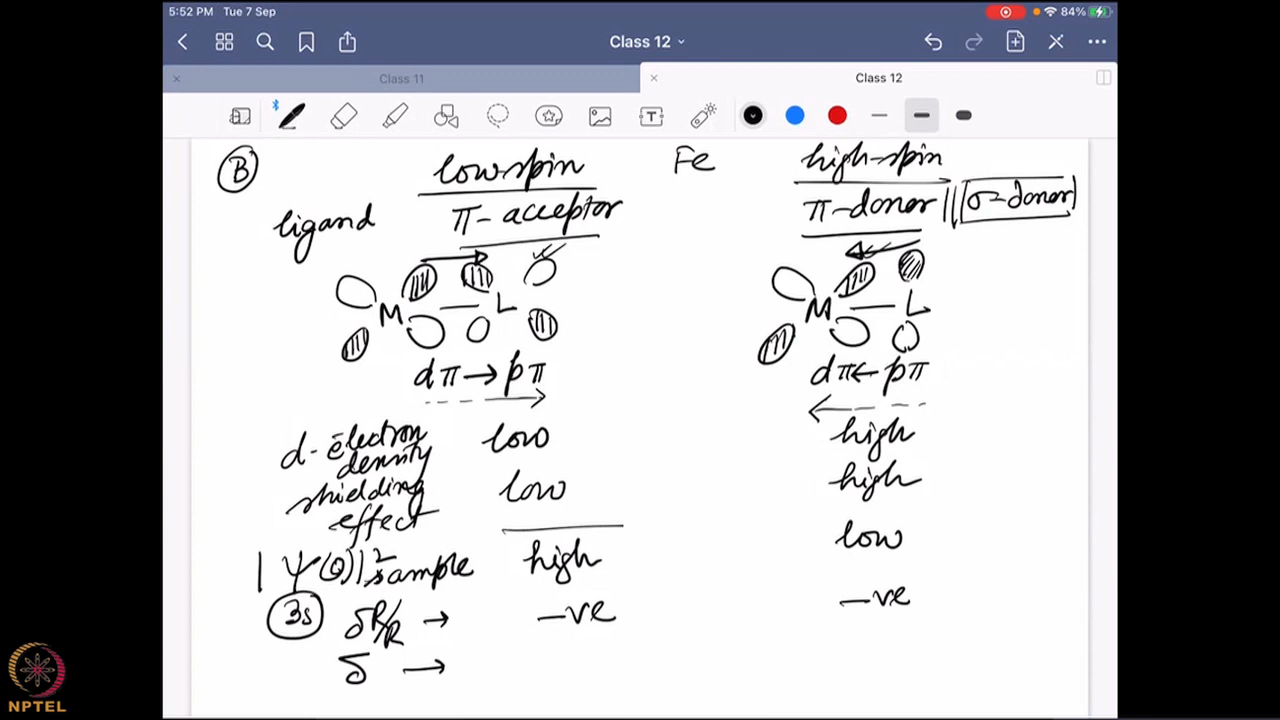 5:52 PM Tue 7 Sep
84%
Class 12
Class 11
Class 12
T
B
low spin
Fe
high-spin
ligand
π-acceptor
π-donor || σ-donor
M — L
M — L
dπ → pπ
dπ ← pπ
d-electron density
low
high
shielding effect
low
high
|Ψ(0)|²s sample
high
low
3s
δR/R →
-ve
-ve
δ →
NPTEL